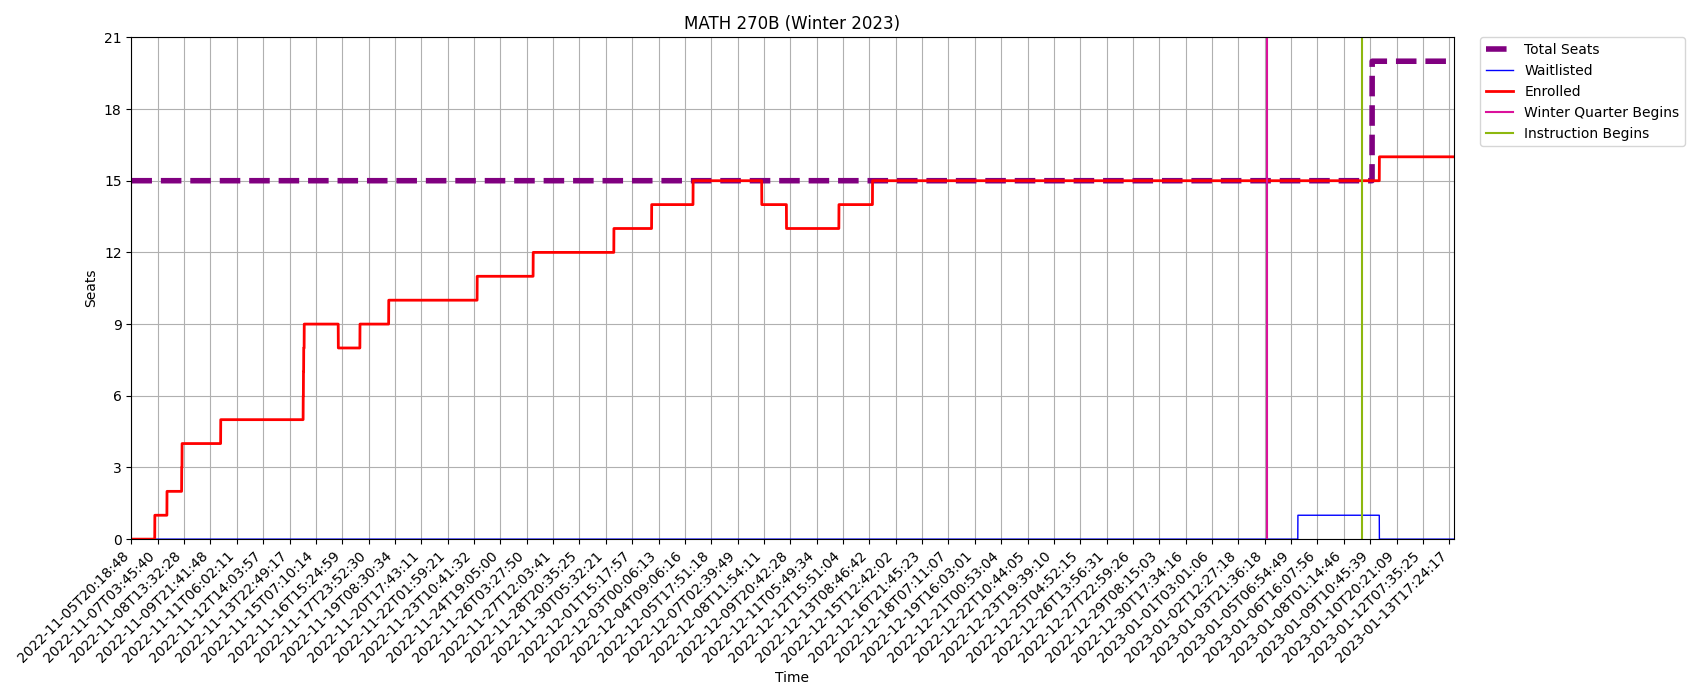 MATH 270B (Winter 2023)
21
18
15
12
9
6
3
0
Seats
Total Seats
Waitlisted
Enrolled
Winter Quarter Begins
Instruction Begins
2022-11-05T20:18:48
2022-11-07T03:45:40
2022-11-08T13:32:28
2022-11-09T21:41:48
2022-11-11T06:02:11
2022-11-12T14:03:57
2022-11-13T22:49:17
2022-11-15T07:10:14
2022-11-16T15:24:59
2022-11-17T23:52:30
2022-11-19T08:30:34
2022-11-20T17:43:11
2022-11-22T01:59:21
2022-11-23T10:41:32
2022-11-24T19:05:00
2022-11-26T03:27:50
2022-11-27T12:03:41
2022-11-28T20:35:25
2022-11-30T05:32:21
2022-12-01T15:17:57
2022-12-03T00:06:13
2022-12-04T09:06:16
2022-12-05T17:51:18
2022-12-07T02:39:49
2022-12-08T11:54:11
2022-12-09T20:42:28
2022-12-11T05:49:34
2022-12-12T15:51:04
2022-12-13T08:46:42
2022-12-15T12:42:02
2022-12-16T21:45:23
2022-12-18T07:11:07
2022-12-19T16:03:01
2022-12-21T00:53:04
2022-12-22T10:44:05
2022-12-23T19:39:10
2022-12-25T04:52:15
2022-12-26T13:56:31
2022-12-27T22:59:26
2022-12-29T08:15:03
2022-12-30T17:34:16
2023-01-01T03:01:06
2023-01-02T12:27:18
2023-01-03T21:36:18
2023-01-05T06:54:49
2023-01-06T16:07:56
2023-01-08T01:14:46
2023-01-09T10:45:39
2023-01-10T20:21:09
2023-01-12T07:35:25
2023-01-13T17:24:17
Time